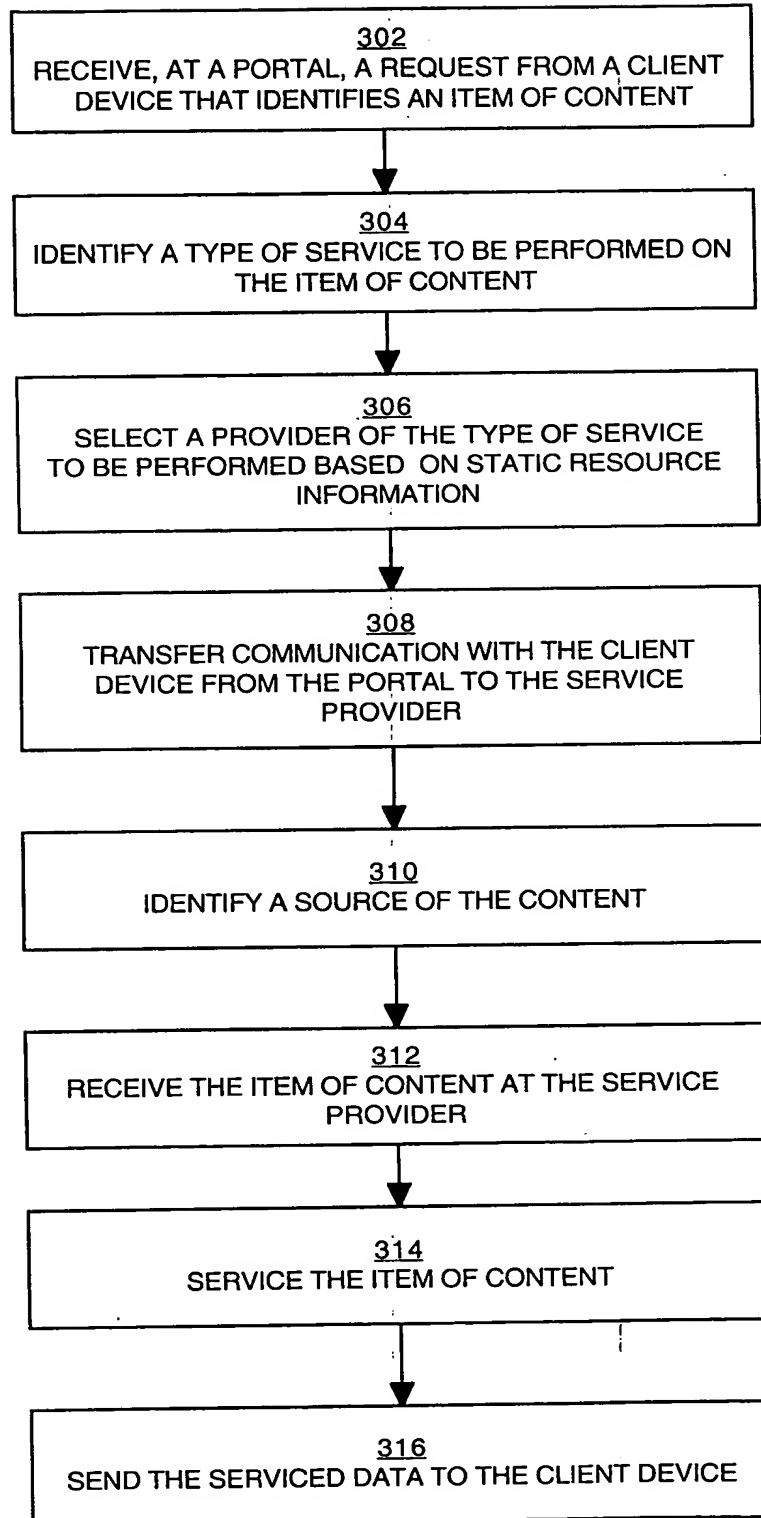 302
RECEIVE, AT A PORTAL, A REQUEST FROM A CLIENT
DEVICE THAT IDENTIFIES AN ITEM OF CONTENT
304
IDENTIFY A TYPE OF SERVICE TO BE PERFORMED ON
THE ITEM OF CONTENT
306
SELECT A PROVIDER OF THE TYPE OF SERVICE
TO BE PERFORMED BASED ON STATIC RESOURCE
INFORMATION
308
TRANSFER COMMUNICATION WITH THE CLIENT
DEVICE FROM THE PORTAL TO THE SERVICE
PROVIDER
310
IDENTIFY A SOURCE OF THE CONTENT
312
RECEIVE THE ITEM OF CONTENT AT THE SERVICE
PROVIDER
314
SERVICE THE ITEM OF CONTENT
316
SEND THE SERVICED DATA TO THE CLIENT DEVICE